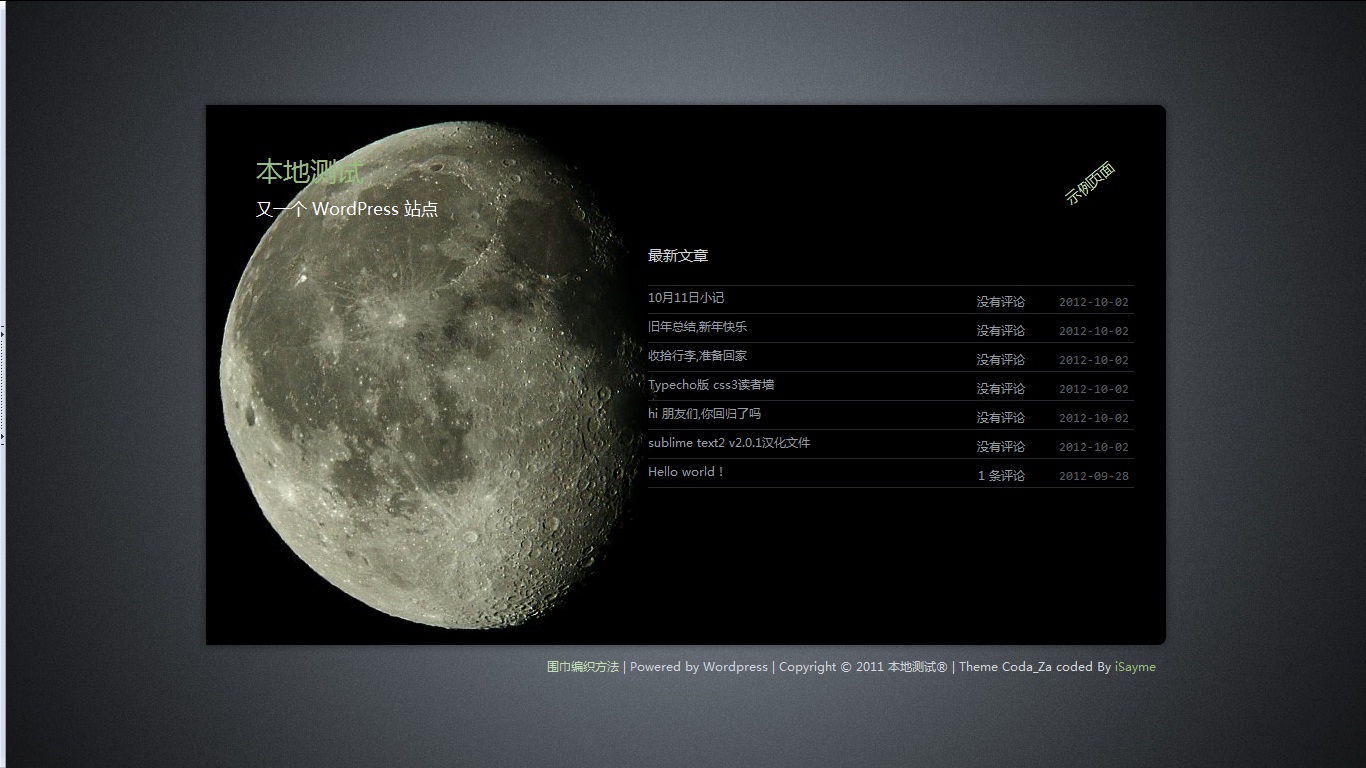 本地测试
又一个 WordPress 站点
示例页面
最新文章
10月11日小记 没有评论 2012-10-02
旧年总结,新年快乐 没有评论 2012-10-02
收拾行李,准备回家 没有评论 2012-10-02
Typecho版 css3读者墙 没有评论 2012-10-02
hi 朋友们,你回归了吗 没有评论 2012-10-02
sublime text2 v2.0.1汉化文件 没有评论 2012-10-02
Hello world！ 1 条评论 2012-09-28
围巾编织方法 | Powered by Wordpress | Copyright © 2011 本地测试® | Theme Coda_Za coded By iSayme